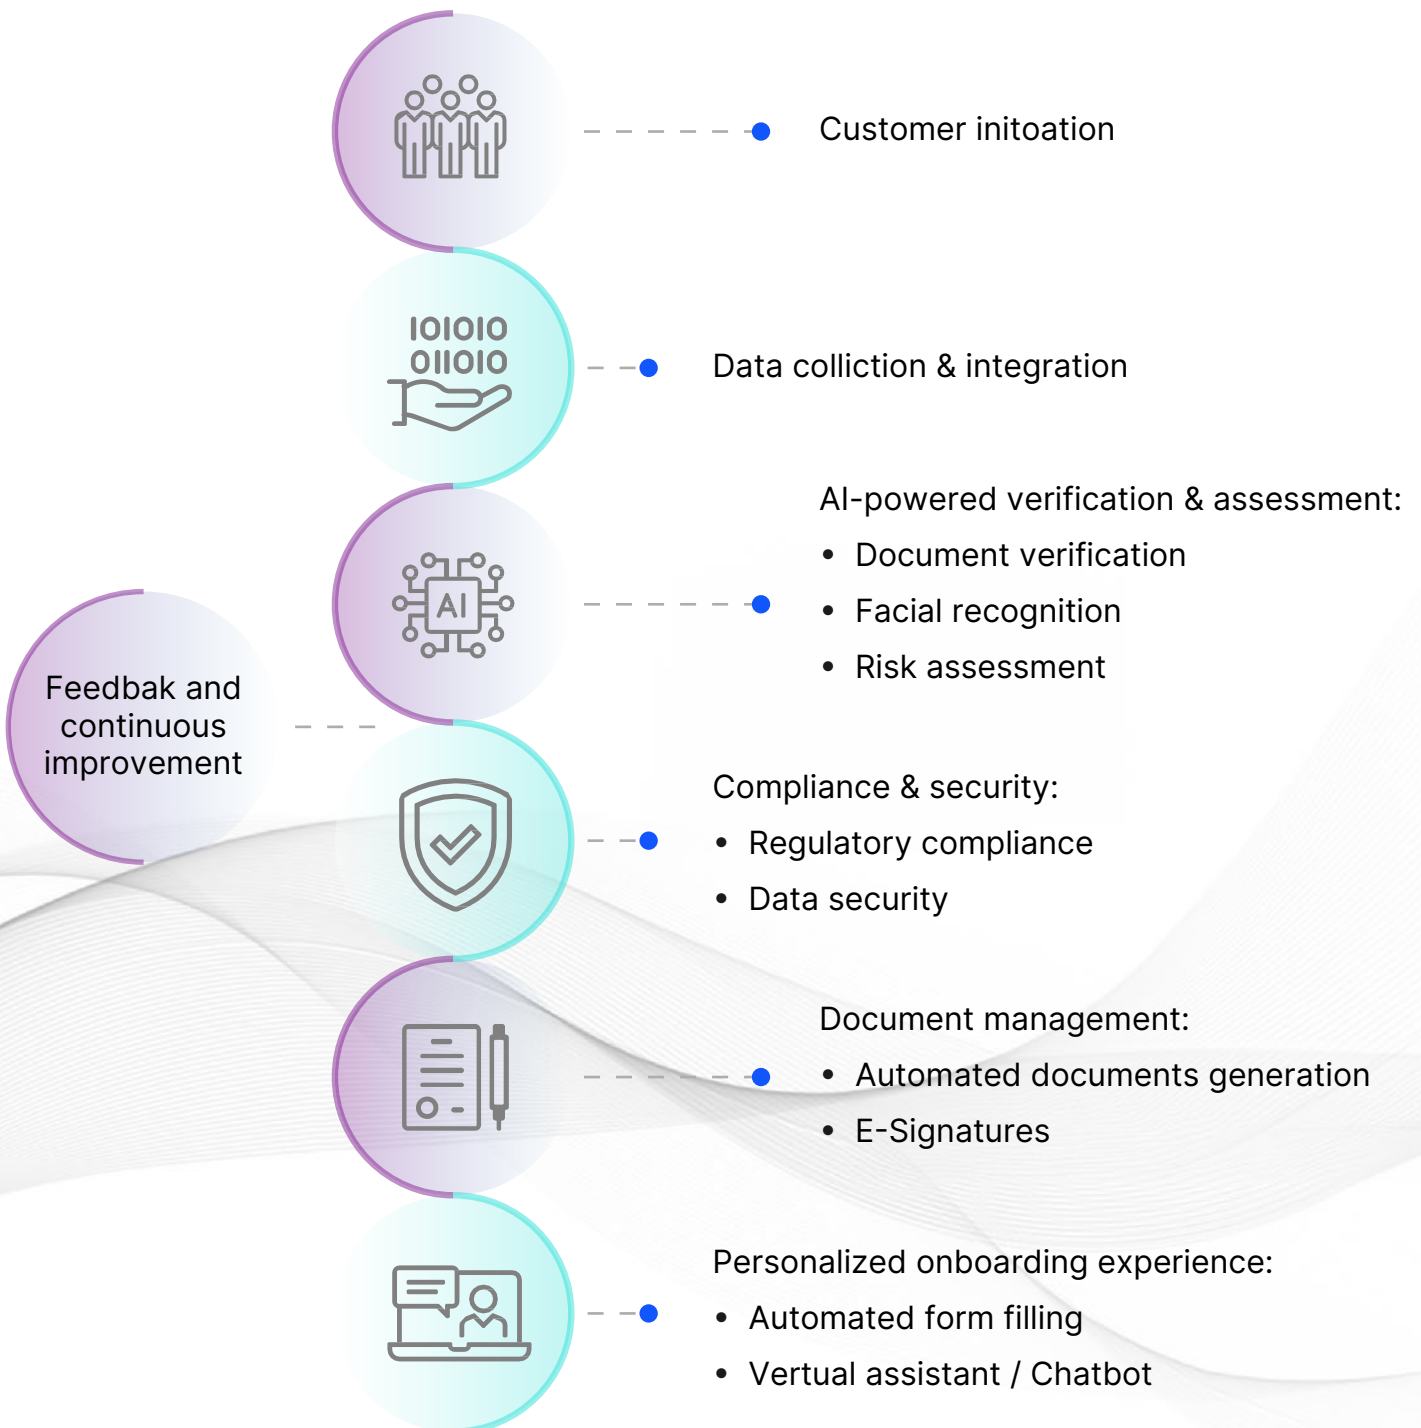 Customer initoation
101010
011010
Data colliction & integration
AI-powered verification & assessment:
• Document verification
AI
• Facial recognition
• Risk assessment
Feedbak and
continuous
improvement
Compliance & security:
• Regulatory compliance
• Data security
Document management:
• Automated documents generation
• E-Signatures
Personalized onboarding experience:
• Automated form filling
• Vertual assistant / Chatbot